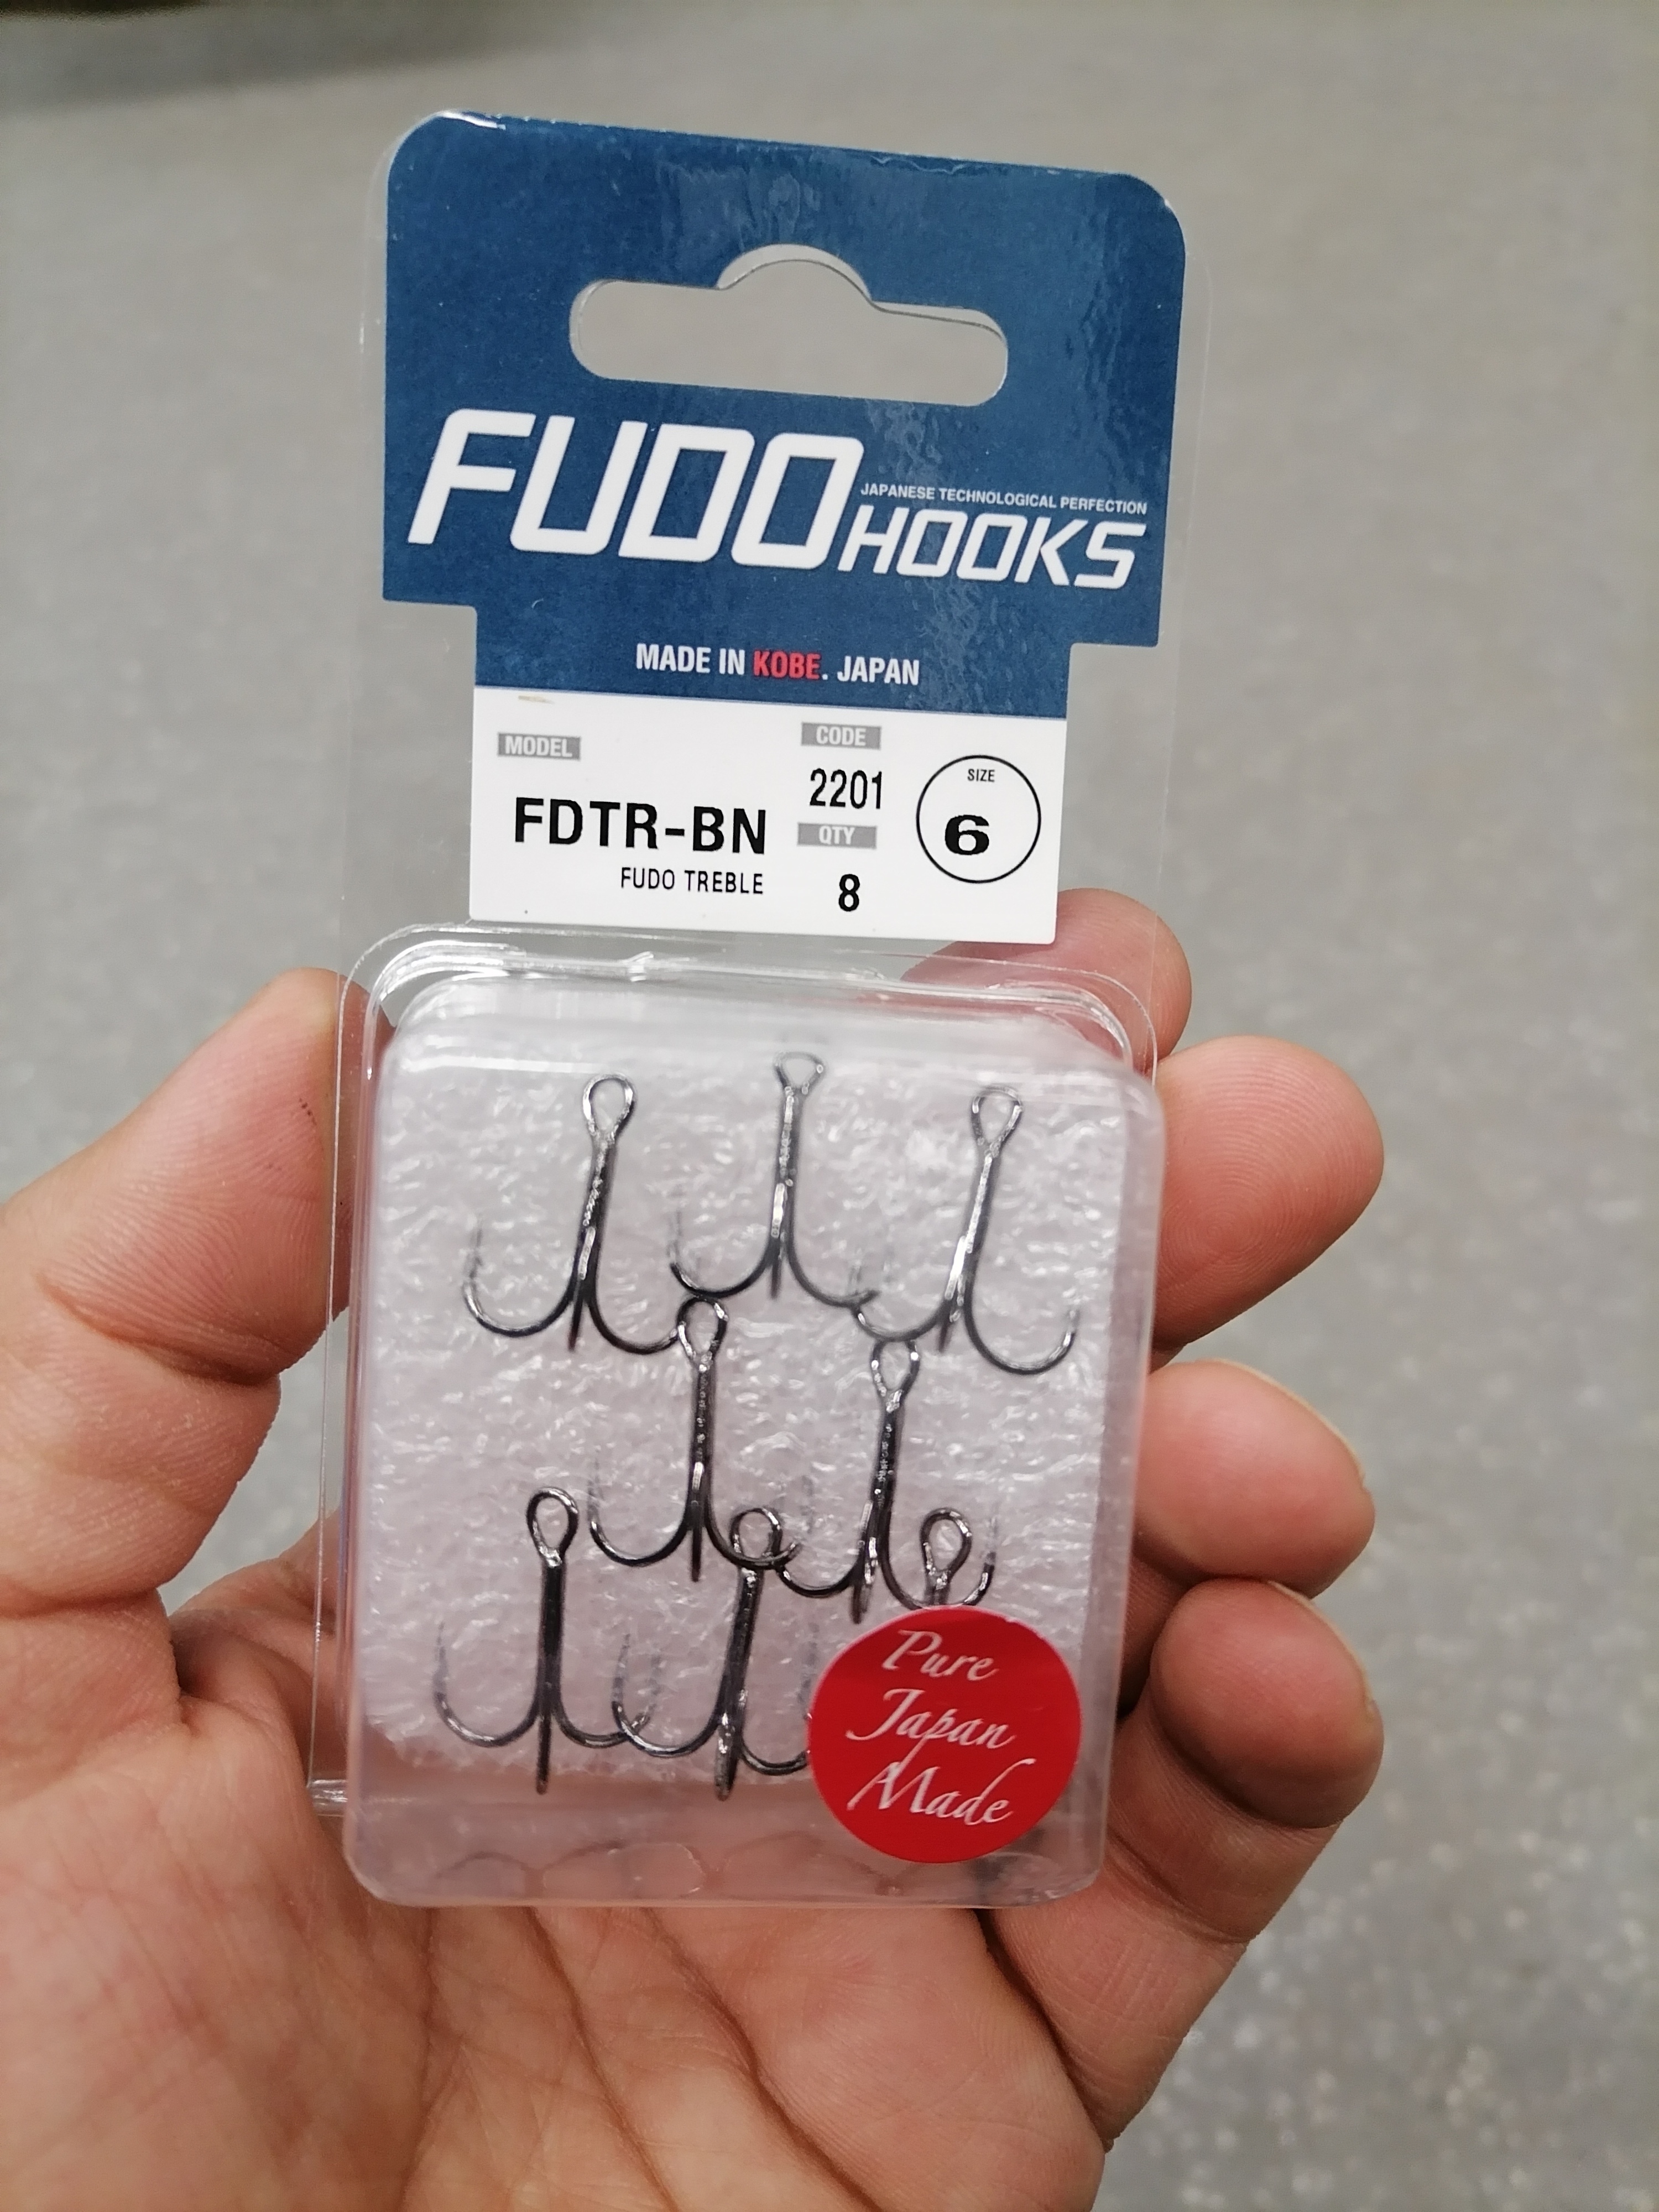 FUDO
JAPANESE TECHNOLOGICAL PERFECTION
HOOKS
MADE IN KOBE. JAPAN
MODEL
FDTR-BN
FUDO TREBLE
CODE
2201
QTY
8
SIZE
6
Pure
Japan
Made